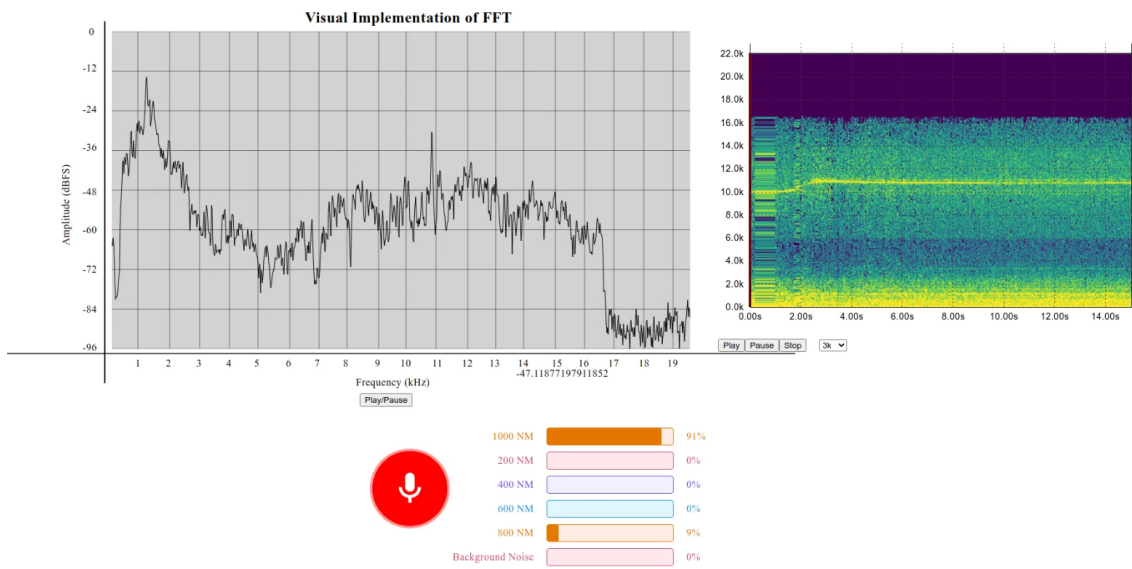 Visual Implementation of FFT
0
-12
-24
-36
-48
-60
-72
-84
-96
Amplitude (dBFS)
1 2 3 4 5 6 7 8 9 10 11 12 13 14 15 16 17 18 19
-47.11877197911852
Frequency (kHz)
Play/Pause
22.0k
20.0k
18.0k
16.0k
14.0k
12.0k
10.0k
8.0k
6.0k
4.0k
2.0k
0.0k
0.00s 2.00s 4.00s 6.00s 8.00s 10.00s 12.00s 14.00s
Play Pause Stop 3k
1000 NM 91%
200 NM 0%
400 NM 0%
600 NM 0%
800 NM 9%
Background Noise 0%